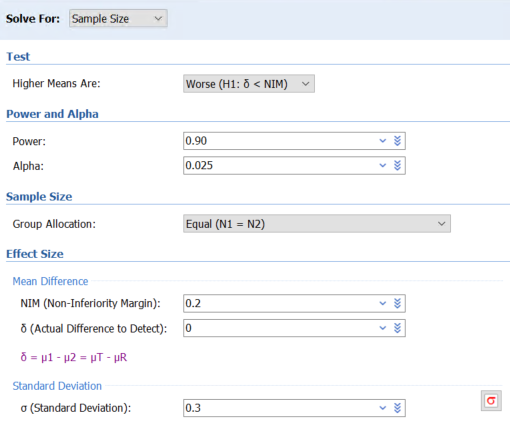 Solve For: Sample Size
Test
Higher Means Are: Worse (H1: δ < NIM)
Power and Alpha
Power: 0.90
Alpha: 0.025
Sample Size
Group Allocation: Equal (N1 = N2)
Effect Size
Mean Difference
NIM (Non-Inferiority Margin): 0.2
δ (Actual Difference to Detect): 0
δ = μ1 - μ2 = μT - μR
Standard Deviation
σ (Standard Deviation): 0.3
σ